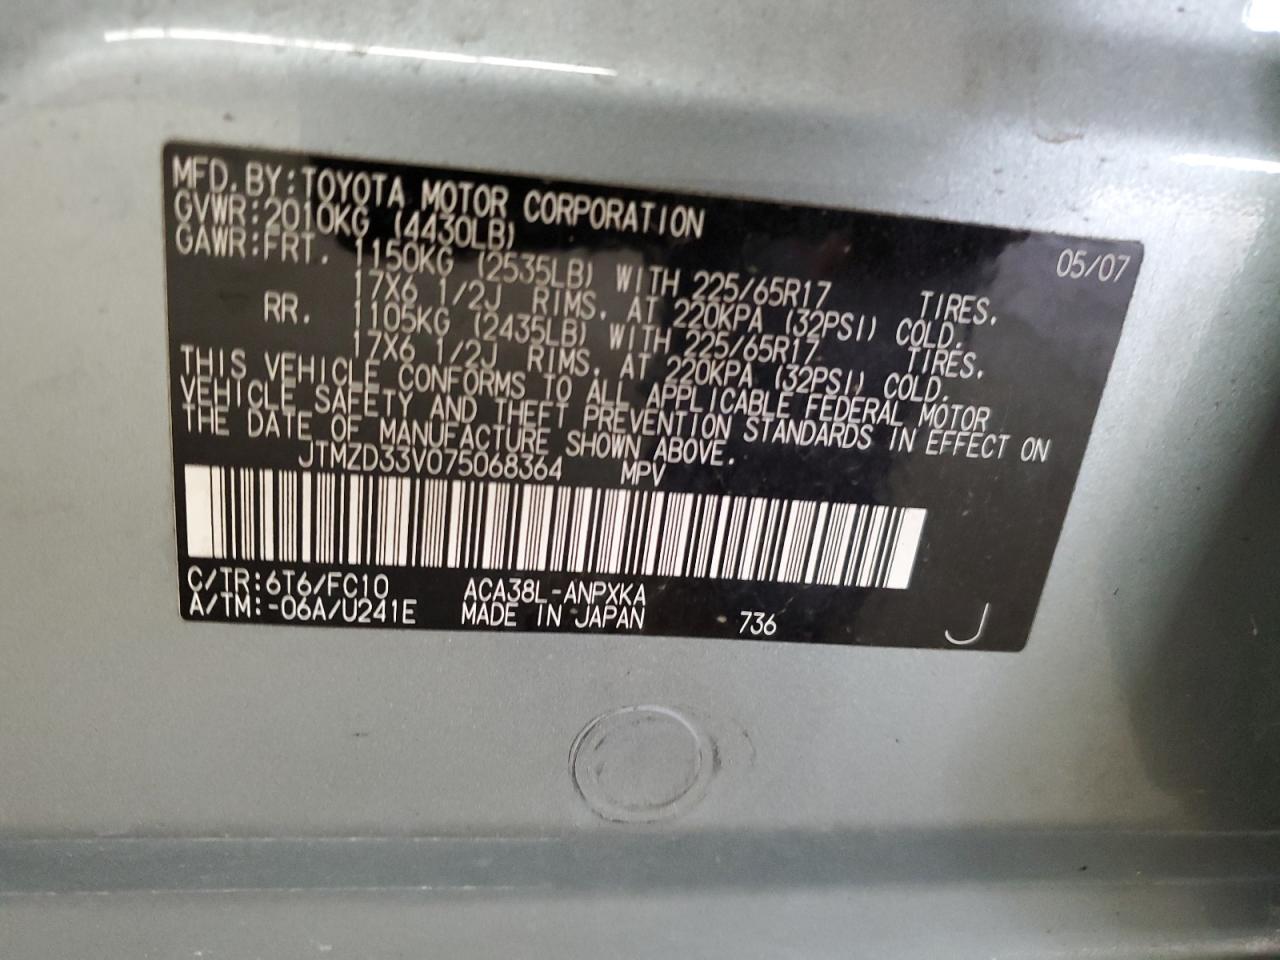 MFD. BY: TOYOTA MOTOR CORPORATION 05/07
GVWR: 2010KG (4430LB)
GAWR: FRT. 1150KG (2535LB) WITH 225/65R17 TIRES,
17X6 1/2J RIMS, AT 220KPA (32PSI) COLD.
RR. 1105KG (2435LB) WITH 225/65R17 TIRES,
17X6 1/2J RIMS, AT 220KPA (32PSI) COLD.
THIS VEHICLE CONFORMS TO ALL APPLICABLE FEDERAL MOTOR
VEHICLE SAFETY AND THEFT PREVENTION STANDARDS IN EFFECT ON
THE DATE OF MANUFACTURE SHOWN ABOVE.
JTMZD33V075068364 MPV
C/TR: 6T6/FC10 ACA38L-ANPXKA
A/TM: -06A/U241E MADE IN JAPAN 736 J